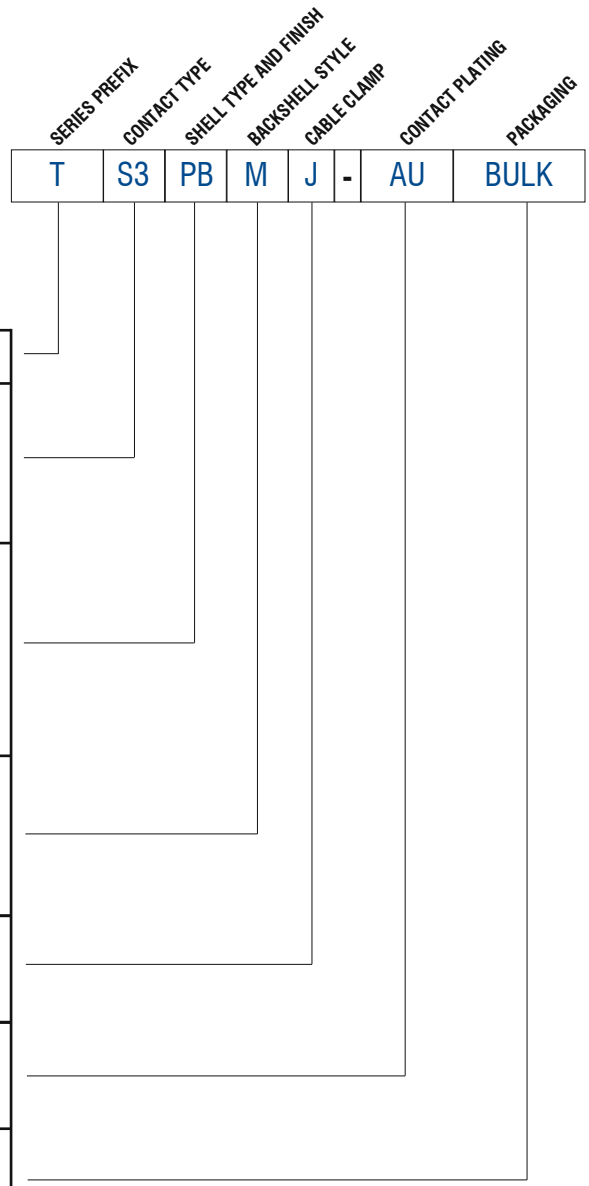 SERIES PREFIX
CONTACT TYPE
SHELL TYPE AND FINISH
BACKSHELL STYLE
CABLE CLAMP
CONTACT PLATING
PACKAGING
T S3 PB M J - AU BULK